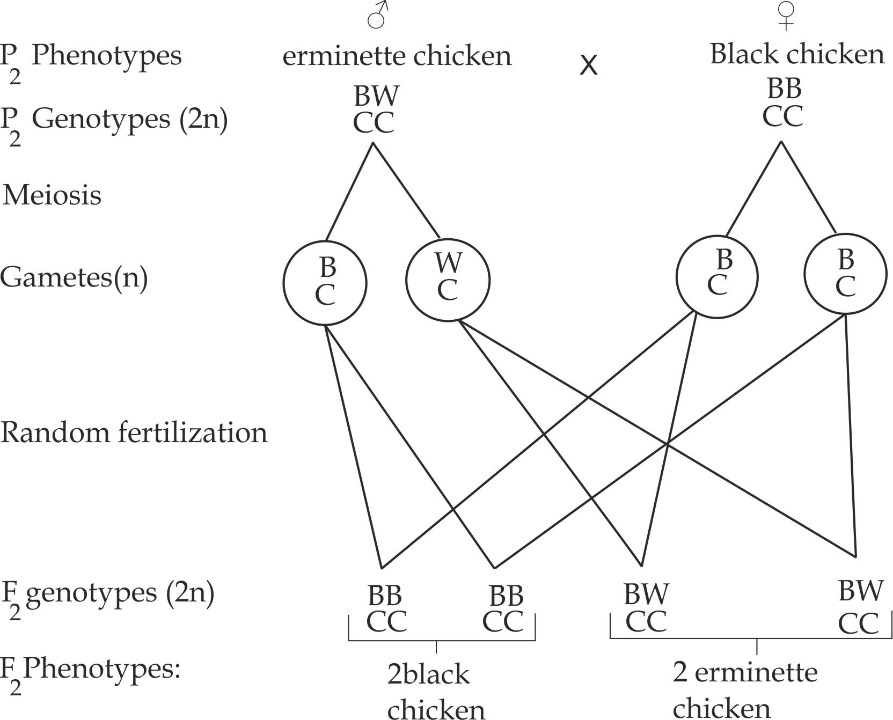 ♂ ♀
P2 Phenotypes erminette chicken x Black chicken
P2 Genotypes (2n) BW BB
CC CC
Meiosis
Gametes(n) B W B B
C C C C
Random fertilization
F2 genotypes (2n) BB BB BW BW
CC CC CC CC
F2 Phenotypes: 2black 2 erminette
chicken chicken